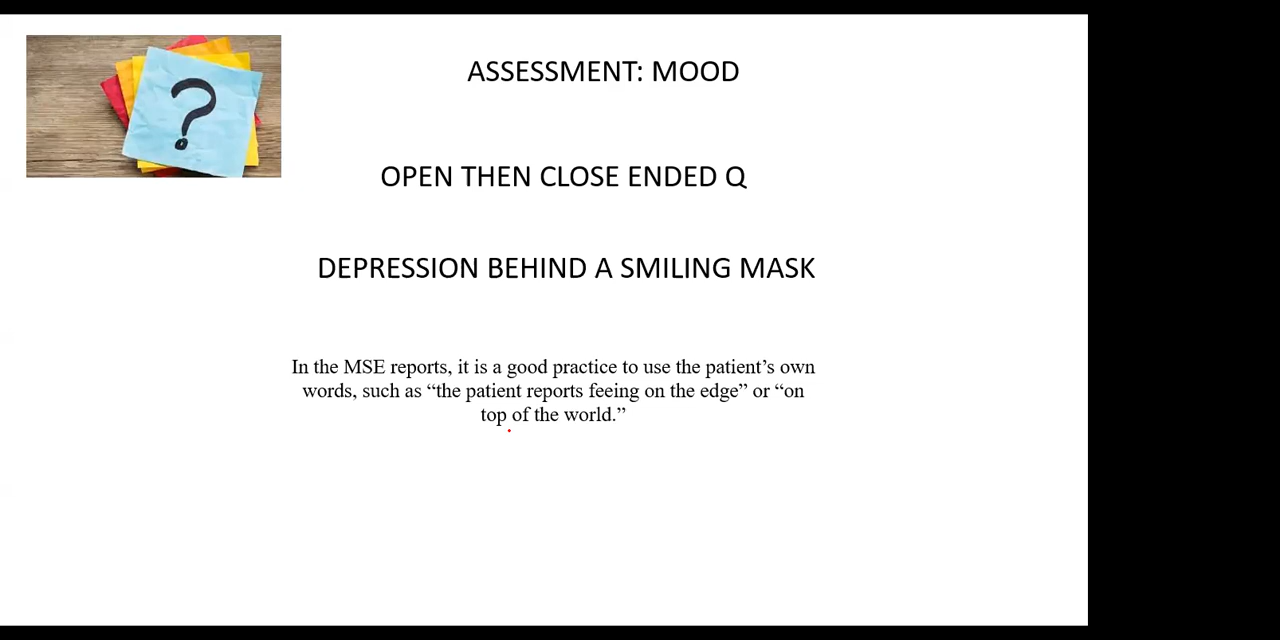 ASSESSMENT: MOOD
OPEN THEN CLOSE ENDED Q
DEPRESSION BEHIND A SMILING MASK
In the MSE reports, it is a good practice to use the patient’s own
words, such as “the patient reports feeing on the edge” or “on
top of the world.”
?